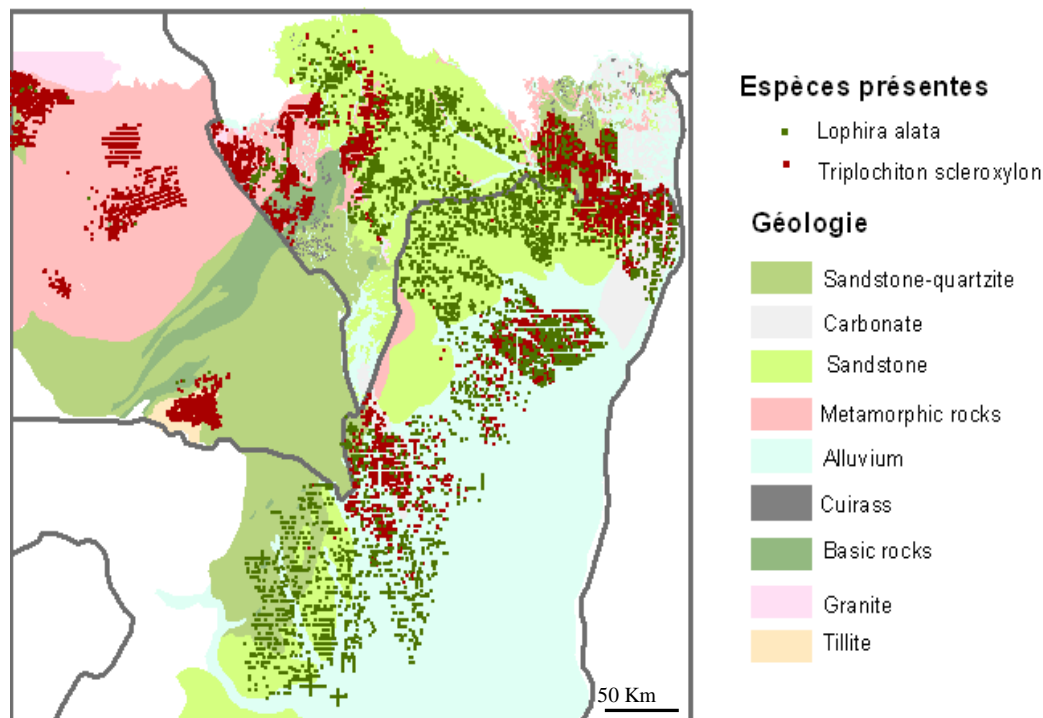 Espèces présentes
Lophira alata
Triplochiton scleroxylon
Géologie
Sandstone-quartzite
Carbonate
Sandstone
Metamorphic rocks
Alluvium
Cuirass
Basic rocks
Granite
Tillite
50 Km